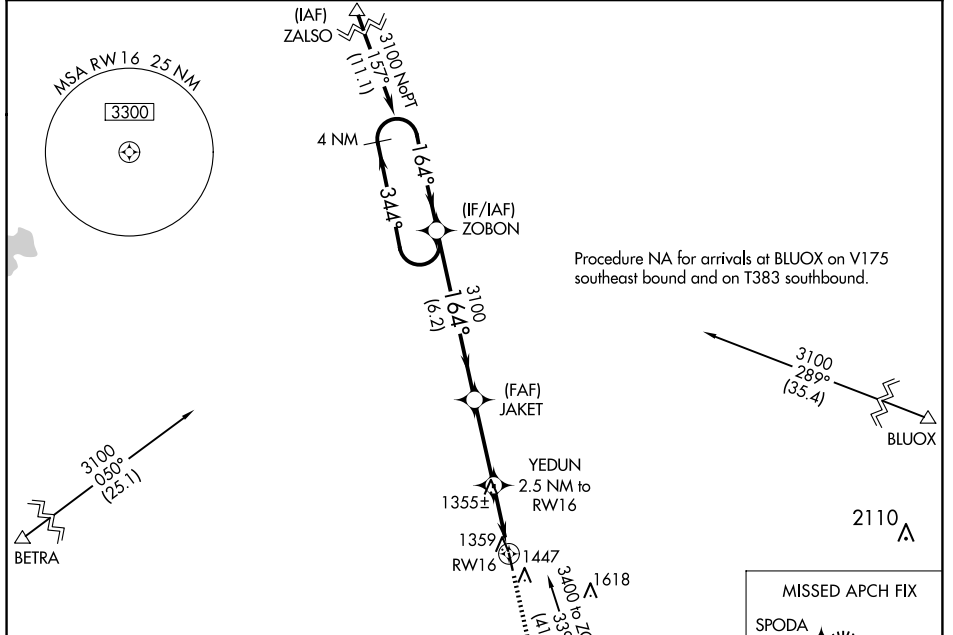 (IAF)
ZALSO
3100 NoPT
157°
(11.1)
MSA RW16 25 NM
3300
4 NM
164°
344°
(IF/IAF)
ZOBON
Procedure NA for arrivals at BLUOX on V175
southeast bound and on T383 southbound.
3100
164°
(6.2)
3100
289°
(35.4)
BLUOX
(FAF)
JAKET
3100
050°
(25.1)
BETRA
YEDUN
2.5 NM to
RW16
1355±
2110
1359
RW16
1447
1618
3400 to
MISSED APCH FIX
SPODA